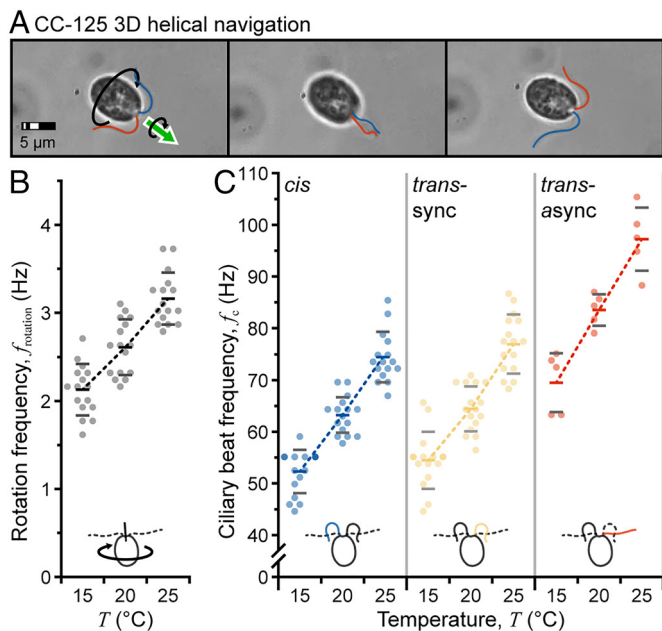 A CC-125 3D helical navigation
5 µm
B
Rotation frequency, f_rotation (Hz)
4
3
2
1
0
15 20 25
T (°C)
C
Ciliary beat frequency, f_c (Hz)
110
100
90
80
70
60
50
40
0
cis
trans-
sync
trans-
async
15 20 25 15 20 25 15 20 25
Temperature, T (°C)